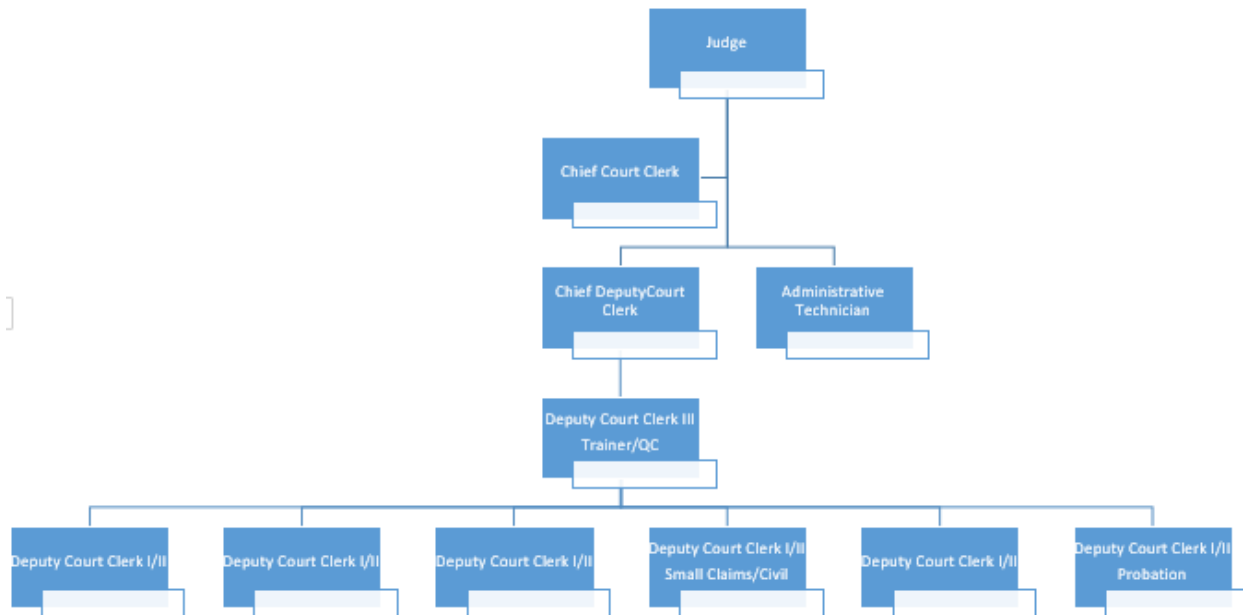 Judge
Chief Court Clerk
Chief DeputyCourt
Clerk
Administrative
Technician
Deputy Court Clerk III
Trainer/QC
Deputy Court Clerk I/II
Deputy Court Clerk I/II
Deputy Court Clerk I/II
Deputy Court Clerk I/II
Small Claims/Civil
Deputy Court Clerk I/II
Deputy Court Clerk I/II
Probation